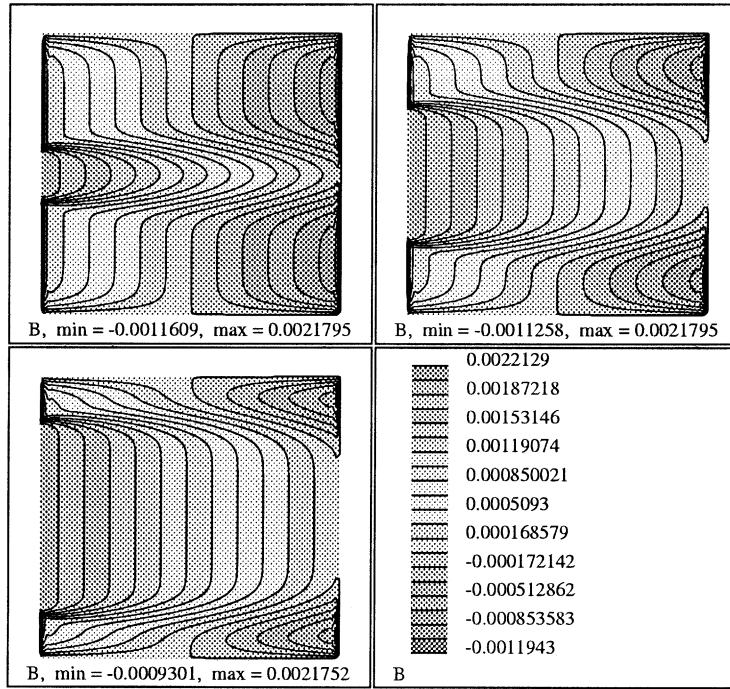 B, min = -0.0011609, max = 0.0021795
B, min = -0.0011258, max = 0.0021795
B, min = -0.0009301, max = 0.0021752
0.0022129
0.00187218
0.00153146
0.00119074
0.000850021
0.0005093
0.000168579
-0.000172142
-0.000512862
-0.000853583
-0.0011943
B